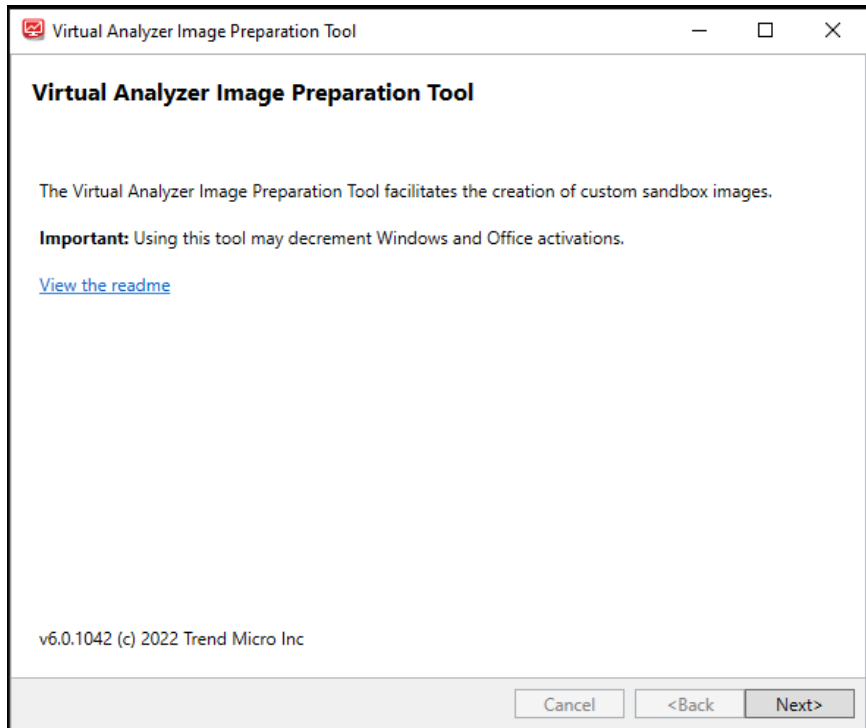 Virtual Analyzer Image Preparation Tool
Virtual Analyzer Image Preparation Tool
The Virtual Analyzer Image Preparation Tool facilitates the creation of custom sandbox images.
Important: Using this tool may decrement Windows and Office activations.
View the readme
v6.0.1042 (c) 2022 Trend Micro Inc
Cancel <Back Next>